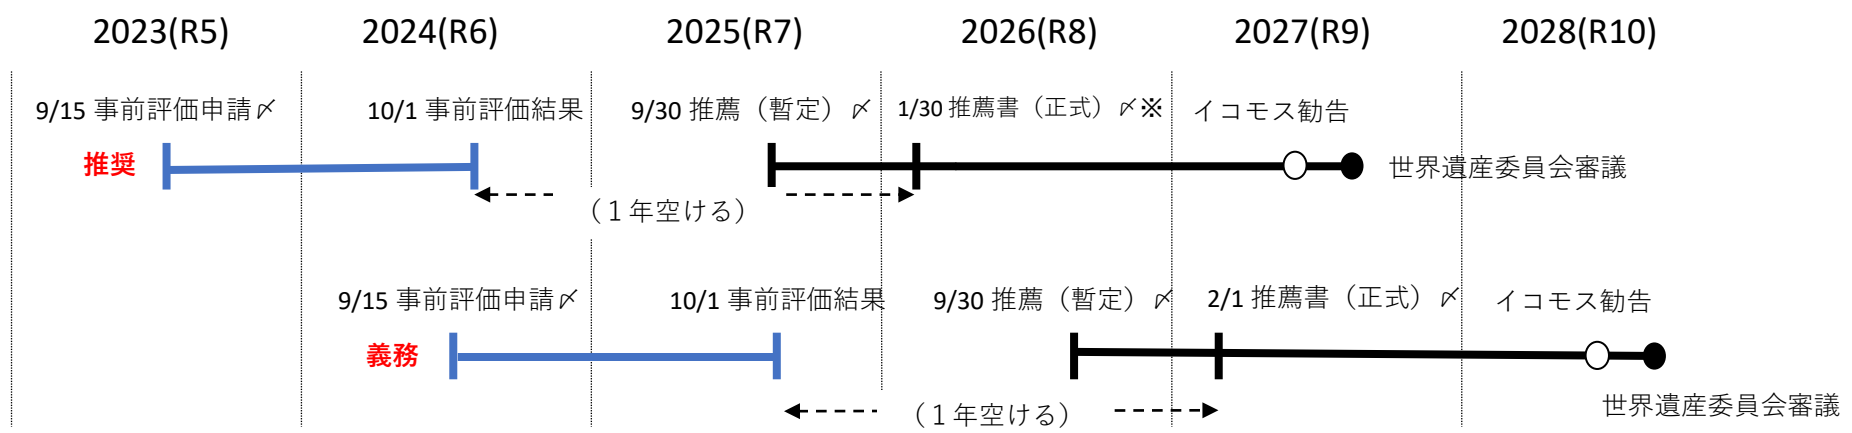 2023(R5)
2024(R6)
2025(R7)
2026(R8)
2027(R9)
2028(R10)
9/15 事前評価申請〆
10/1 事前評価結果
9/30 推薦（暫定）〆
1/30 推薦書（正式）〆※
イコモス勧告
推奨
世界遺産委員会審議
（１年空ける）
9/15 事前評価申請〆
10/1 事前評価結果
9/30 推薦（暫定）〆
2/1 推薦書（正式）〆
イコモス勧告
義務
（１年空ける）
世界遺産委員会審議